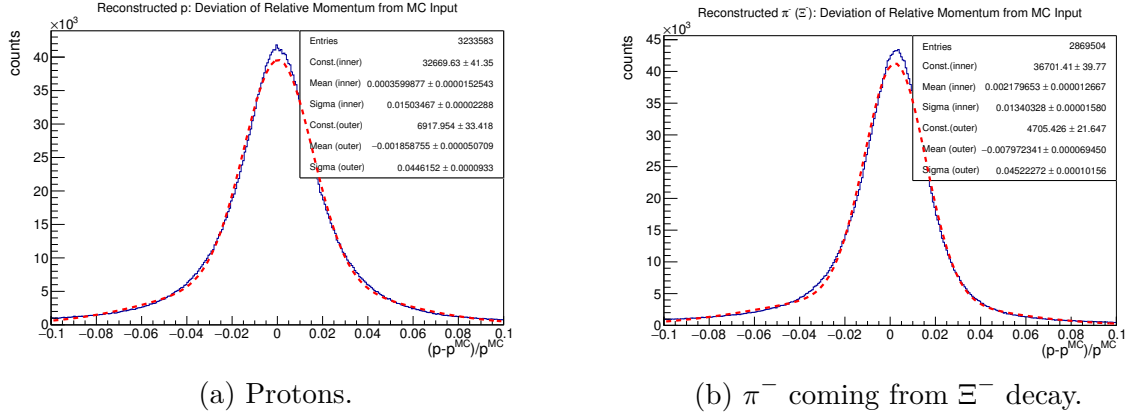 Reconstructed p: Deviation of Relative Momentum from MC Input
×10³
counts
40
35
30
25
20
15
10
5
0
−0.1 −0.08 −0.06 −0.04 −0.02 0 0.02 0.04 0.06 0.08 0.1
(p-p^MC)/p^MC
Entries 3233583
Const.(inner) 32669.63 ± 41.35
Mean (inner) 0.0003599877 ± 0.0000152543
Sigma (inner) 0.01503467 ± 0.00002288
Const.(outer) 6917.954 ± 33.418
Mean (outer) −0.001858755 ± 0.000050709
Sigma (outer) 0.0446152 ± 0.0000933
(a) Protons.
Reconstructed π⁻ (Ξ⁻): Deviation of Relative Momentum from MC Input
×10³
counts
45
40
35
30
25
20
15
10
5
0
−0.1 −0.08 −0.06 −0.04 −0.02 0 0.02 0.04 0.06 0.08 0.1
(p-p^MC)/p^MC
Entries 2869504
Const.(inner) 36701.41 ± 39.77
Mean (inner) 0.002179653 ± 0.000012667
Sigma (inner) 0.01340328 ± 0.00001580
Const.(outer) 4705.426 ± 21.647
Mean (outer) −0.007972341 ± 0.000069450
Sigma (outer) 0.04522272 ± 0.00010156
(b) π⁻ coming from Ξ⁻ decay.